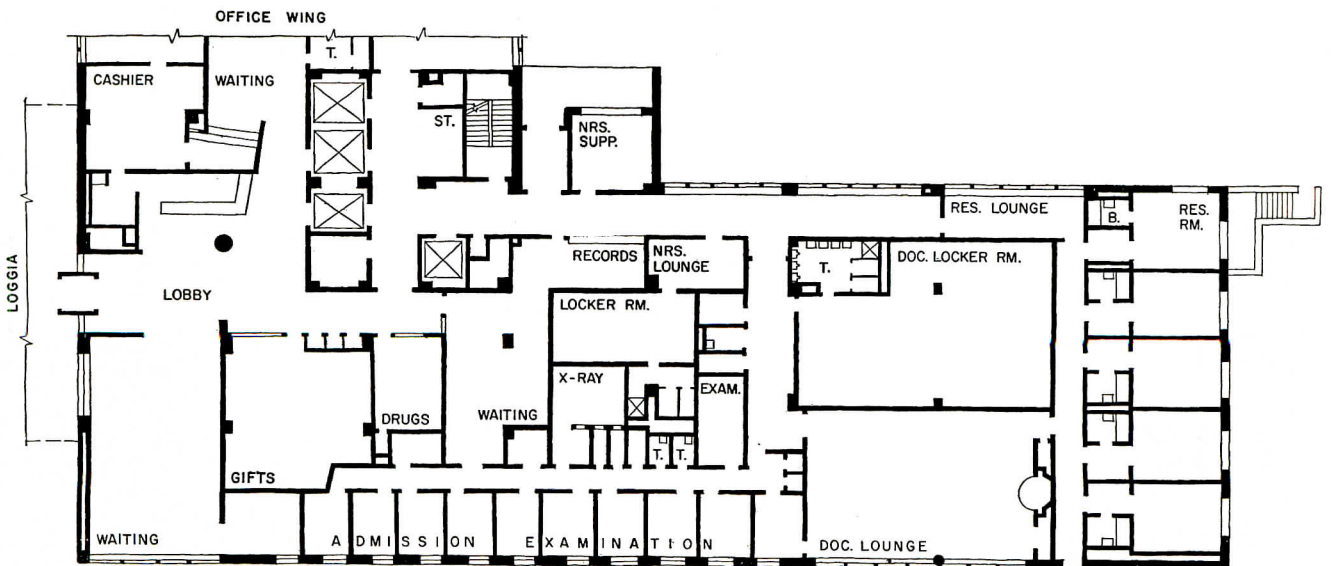 OFFICE WING
T.
CASHIER
WAITING
ST.
NRS.
SUPP.
LOGGIA
RES. LOUNGE
B.
RES.
RM.
LOBBY
RECORDS
NRS.
LOUNGE
T.
DOC. LOCKER RM.
LOCKER RM.
X-RAY
EXAM.
DRUGS
WAITING
T.
T.
GIFTS
WAITING
ADMISSION EXAMINATION
DOC. LOUNGE